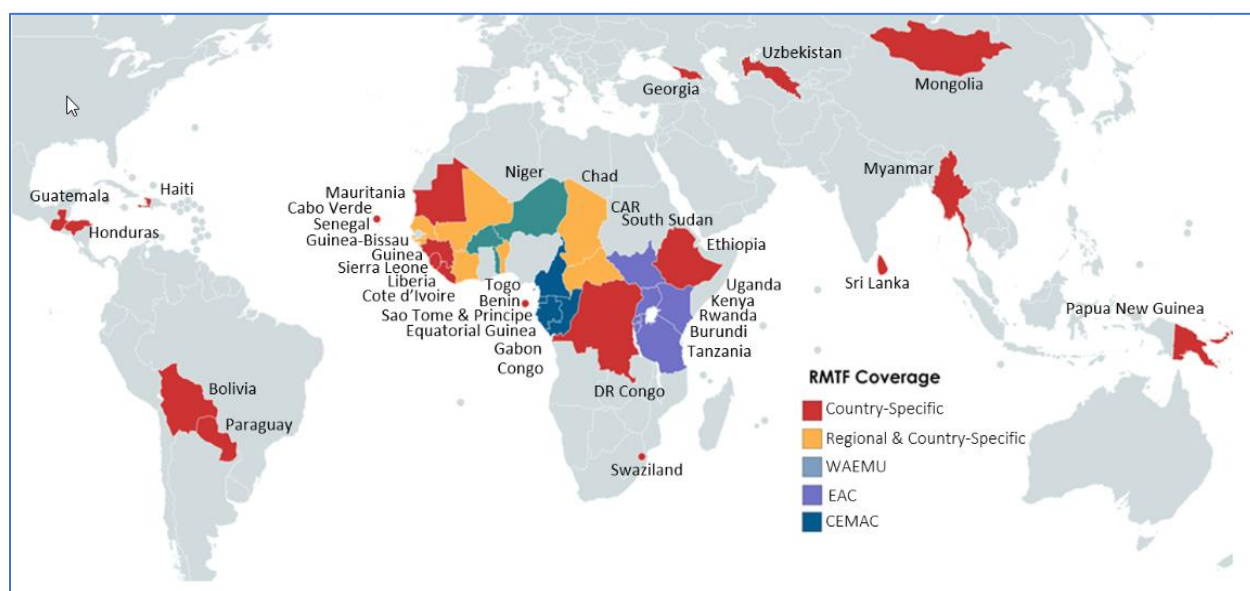 Uzbekistan
Georgia
Mongolia
Myanmar
Niger
Chad
Guatemala
Haiti
Mauritania
CAR
Cabo Verde
South Sudan
Senegal
Honduras
Guinea-Bissau
Ethiopia
Guinea
Sierra Leone
Liberia
Togo
Uganda
Sri Lanka
Cote d’Ivoire
Benin
Kenya
Papua New Guinea
Sao Tome & Principe
Rwanda
Equatorial Guinea
Burundi
Gabon
Tanzania
Congo
RMTF Coverage
Bolivia
DR Congo
Country-Specific
Paraguay
Regional & Country-Specific
Swaziland
WAEMU
EAC
CEMAC